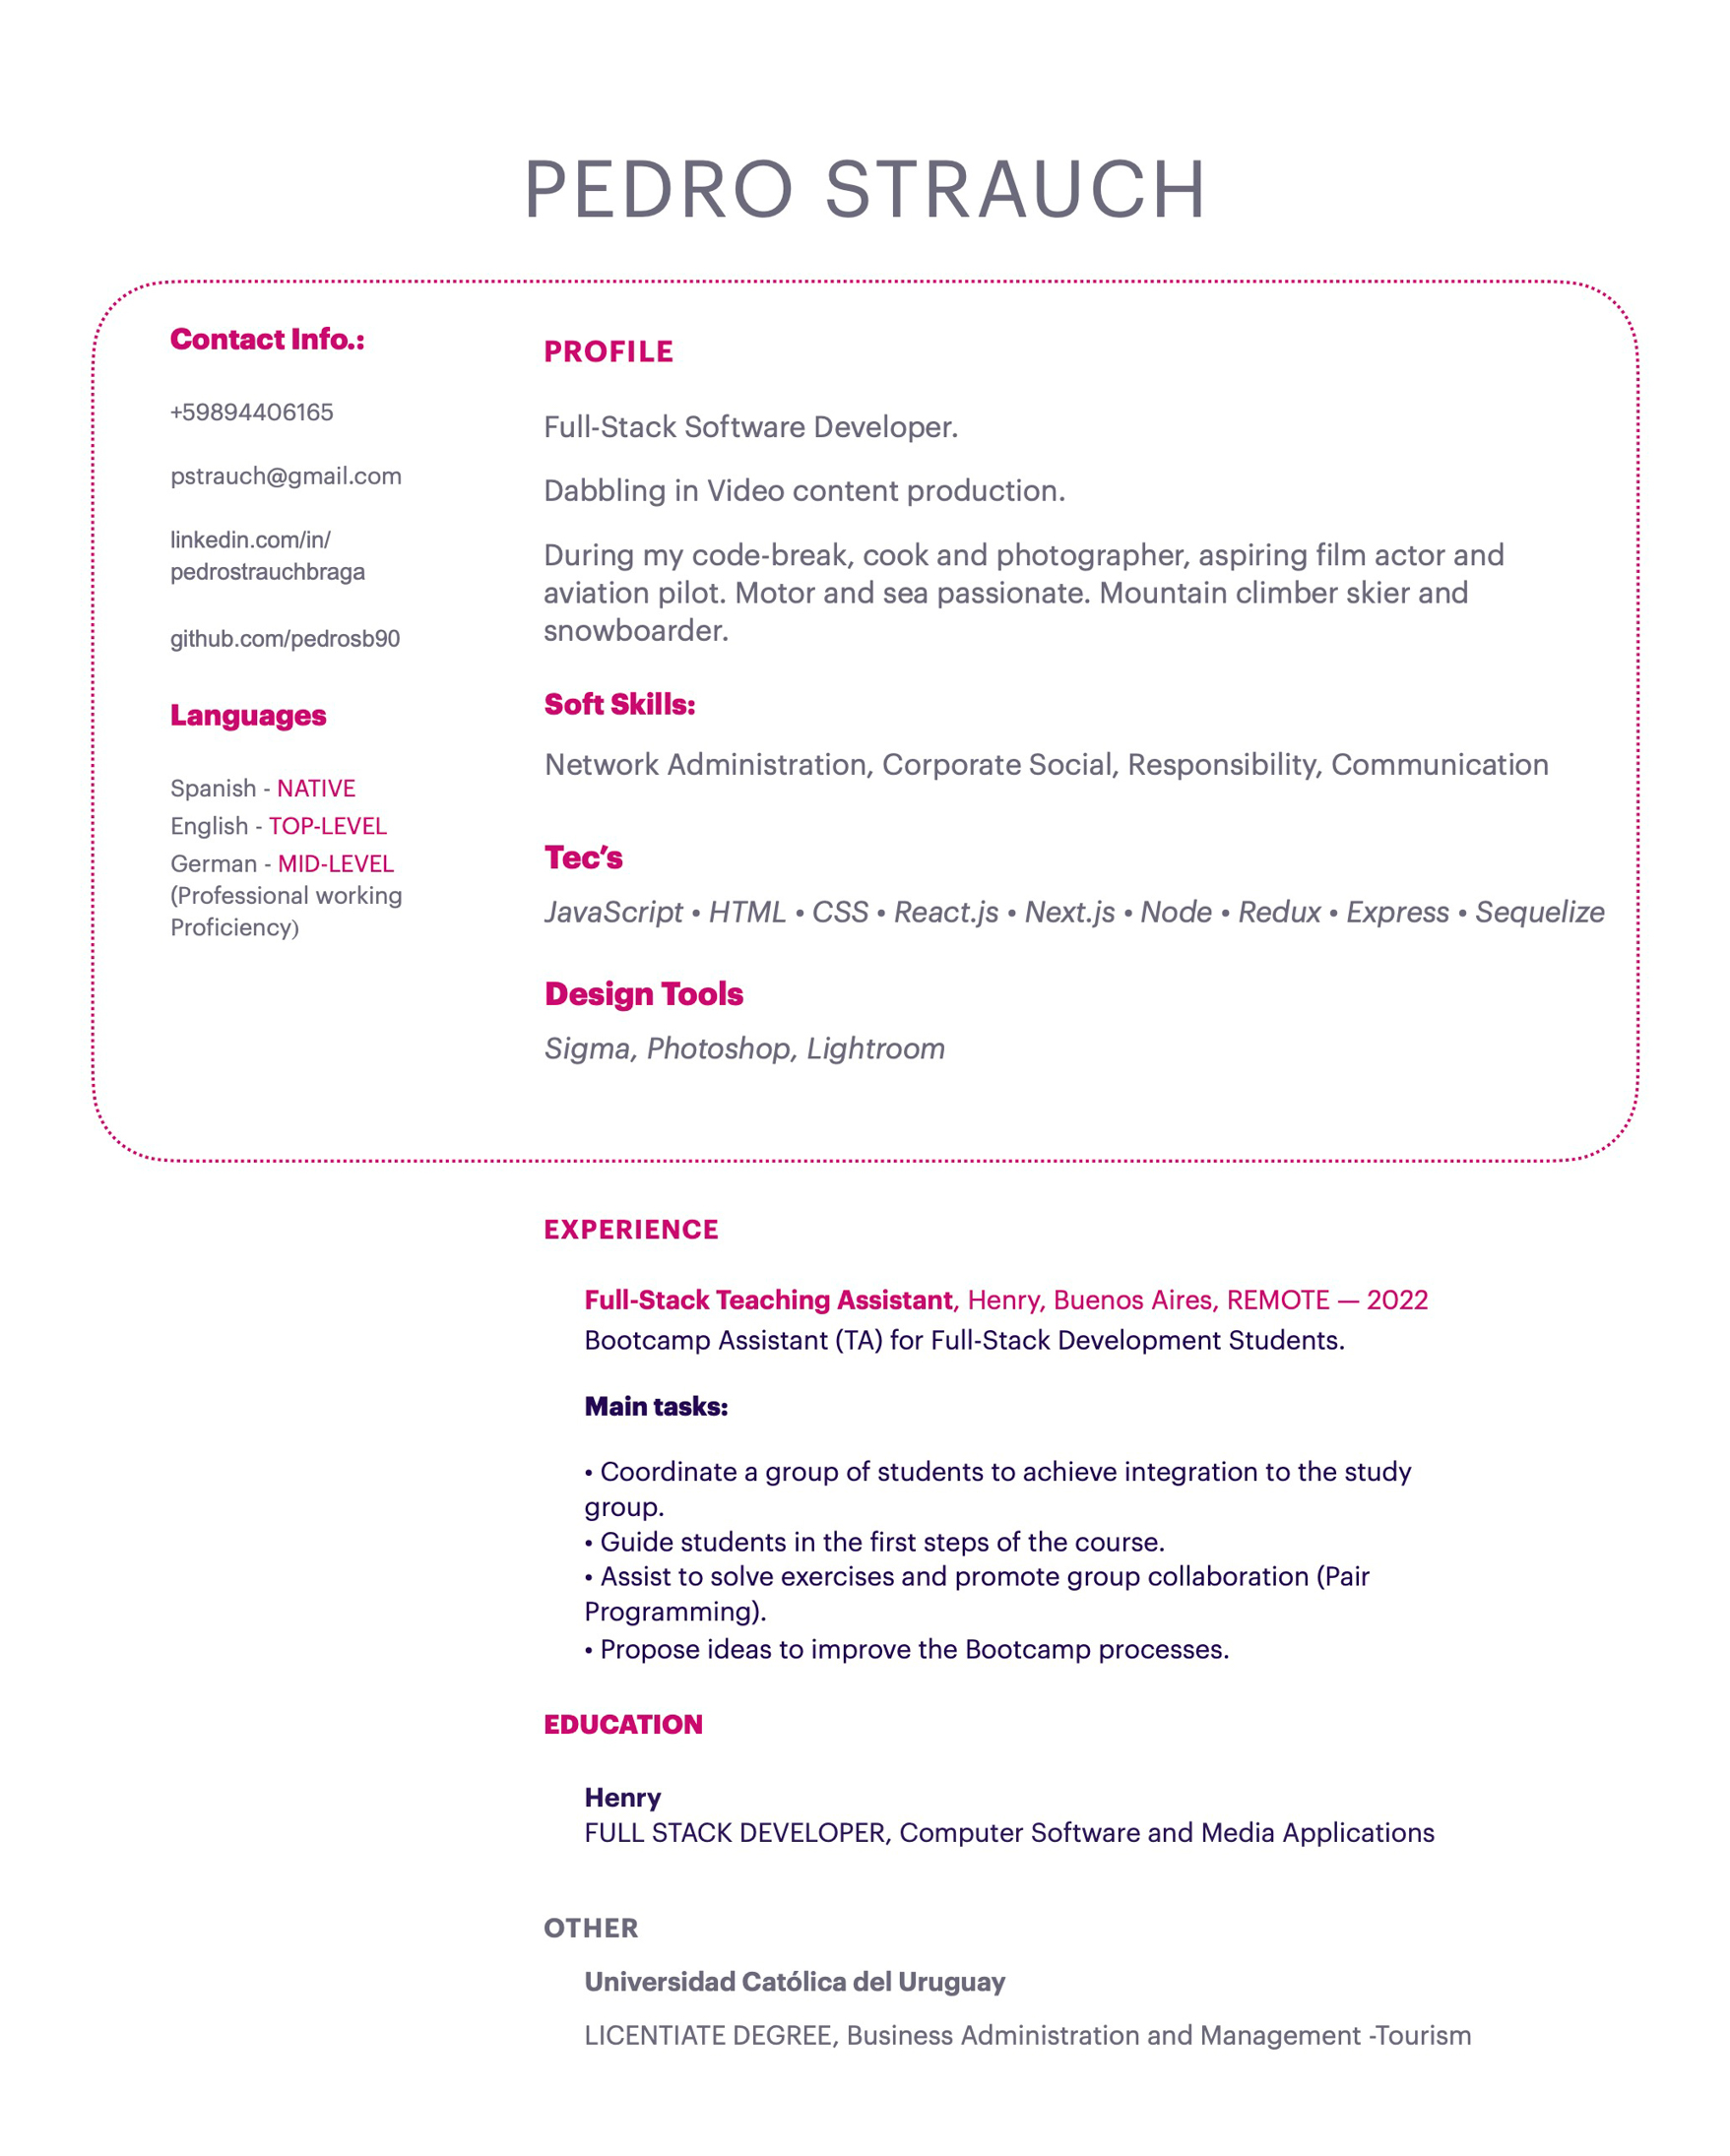 PEDRO STRAUCH
Contact Info.:
+59894406165
pstrauch@gmail.com
linkedin.com/in/
pedrostrauchbraga
github.com/pedrosb90
Languages
Spanish - NATIVE
English - TOP-LEVEL
German - MID-LEVEL
(Professional working
Proficiency)
PROFILE
Full-Stack Software Developer.
Dabbling in Video content production.
During my code-break, cook and photographer, aspiring film actor and
aviation pilot. Motor and sea passionate. Mountain climber skier and
snowboarder.
Soft Skills:
Network Administration, Corporate Social, Responsibility, Communication
Tec’s
JavaScript • HTML • CSS • React.js • Next.js • Node • Redux • Express • Sequelize
Design Tools
Sigma, Photoshop, Lightroom
EXPERIENCE
Full-Stack Teaching Assistant, Henry, Buenos Aires, REMOTE — 2022
Bootcamp Assistant (TA) for Full-Stack Development Students.
Main tasks:
• Coordinate a group of students to achieve integration to the study
group.
• Guide students in the first steps of the course.
• Assist to solve exercises and promote group collaboration (Pair
Programming).
• Propose ideas to improve the Bootcamp processes.
EDUCATION
Henry
FULL STACK DEVELOPER, Computer Software and Media Applications
OTHER
Universidad Católica del Uruguay
LICENTIATE DEGREE, Business Administration and Management -Tourism